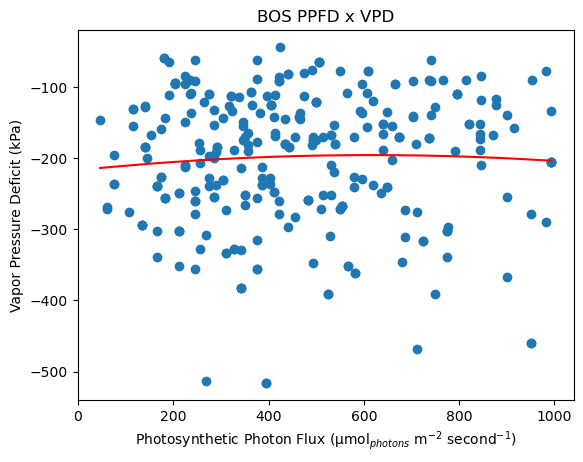 BOS PPFD x VPD
Vapor Pressure Deficit (kPa)
−100
−200
−300
−400
−500
0 200 400 600 800 1000
Photosynthetic Photon Flux (μmol$_{photons}$ m$^{-2}$ second$^{-1}$)